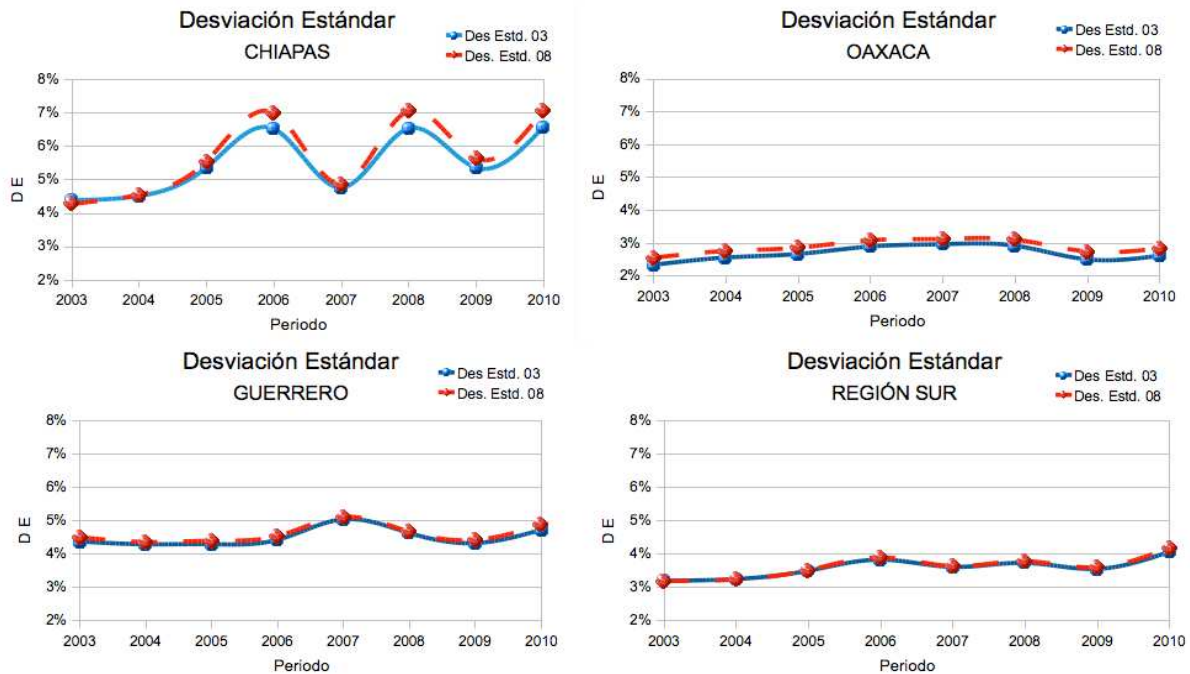 Desviación Estándar
CHIAPAS
Des Estd. 03
Des. Estd. 08
8%
7%
6%
5%
4%
3%
2%
D E
2003 2004 2005 2006 2007 2008 2009 2010
Periodo
Desviación Estándar
OAXACA
Des Estd. 03
Des. Estd. 08
8%
7%
6%
5%
4%
3%
2%
D E
2003 2004 2005 2006 2007 2008 2009 2010
Periodo
Desviación Estándar
GUERRERO
Des Estd. 03
Des. Estd. 08
8%
7%
6%
5%
4%
3%
2%
D E
2003 2004 2005 2006 2007 2008 2009 2010
Periodo
Desviación Estándar
REGIÓN SUR
Des Estd. 03
Des. Estd. 08
8%
7%
6%
5%
4%
3%
2%
D E
2003 2004 2005 2006 2007 2008 2009 2010
Periodo